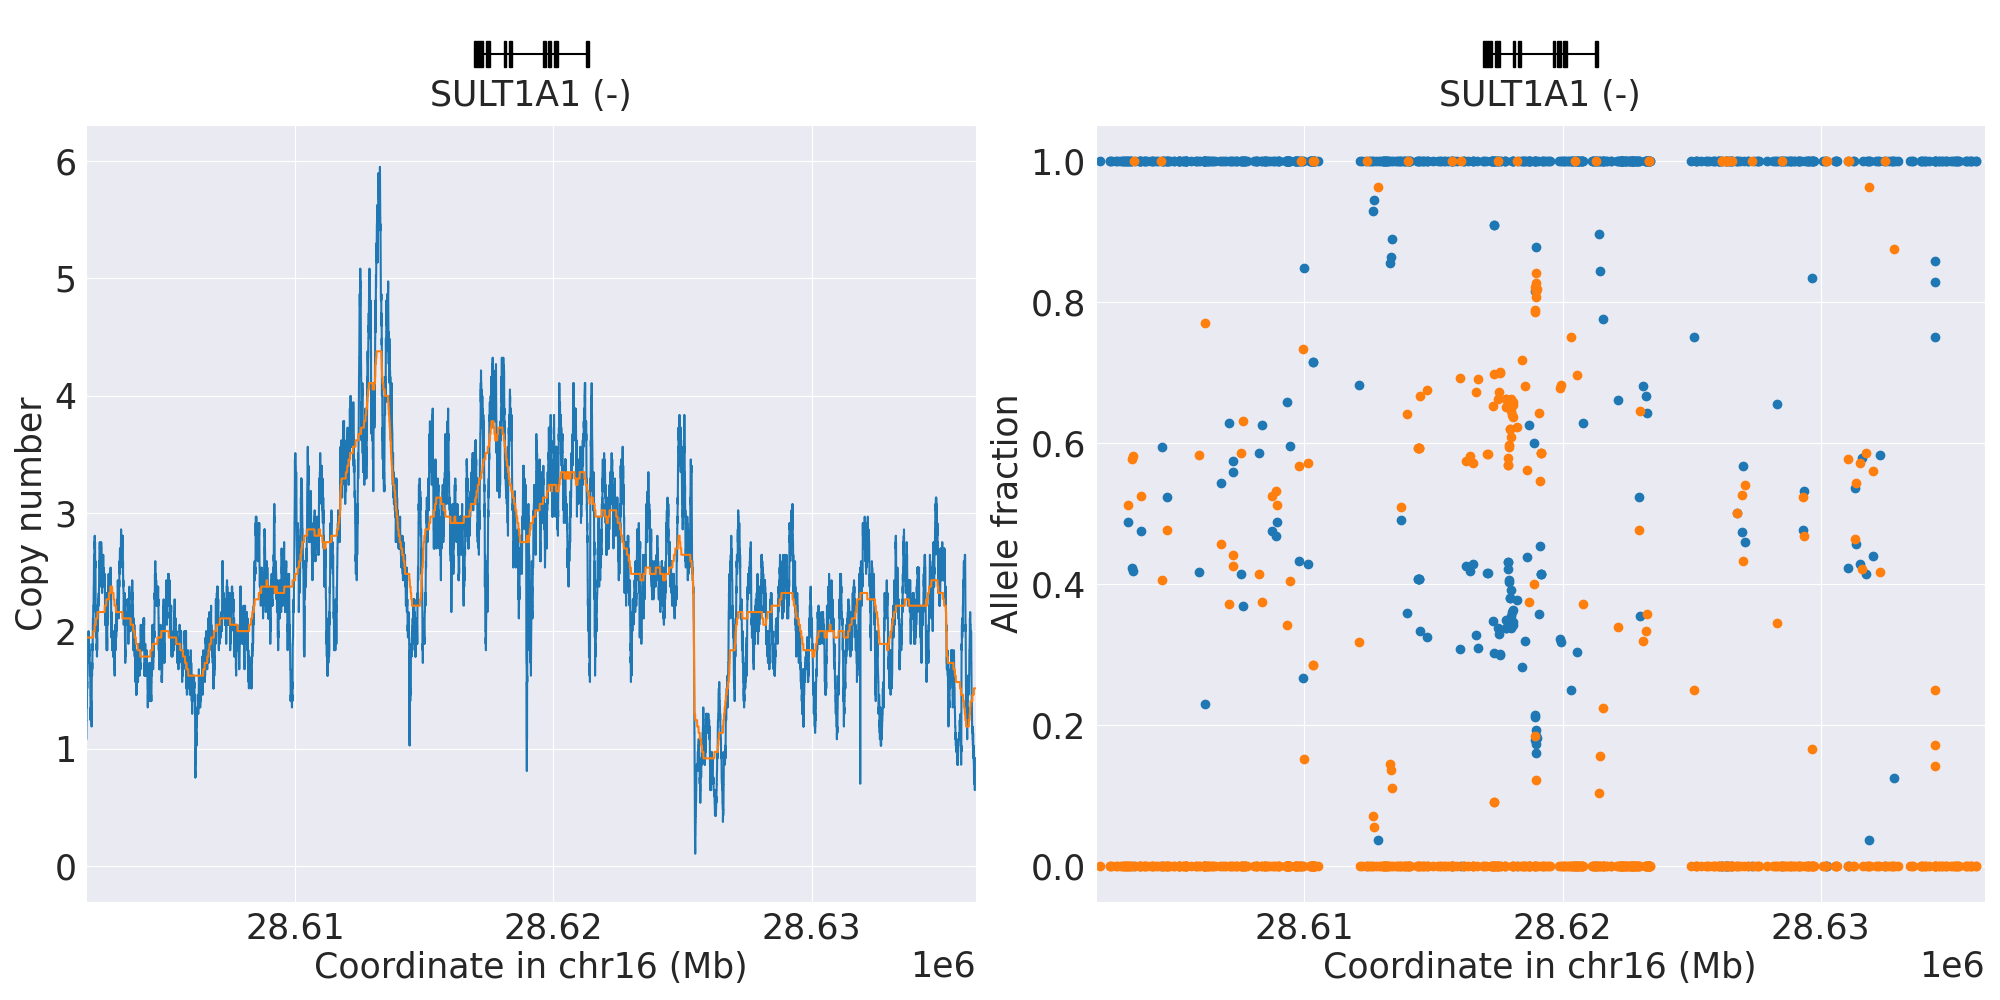 SULT1A1 (-)
Copy number
6
5
4
3
2
1
0
28.61
28.62
28.63
Coordinate in chr16 (Mb)
1e6
SULT1A1 (-)
Allele fraction
1.0
0.8
0.6
0.4
0.2
0.0
28.61
28.62
28.63
Coordinate in chr16 (Mb)
1e6